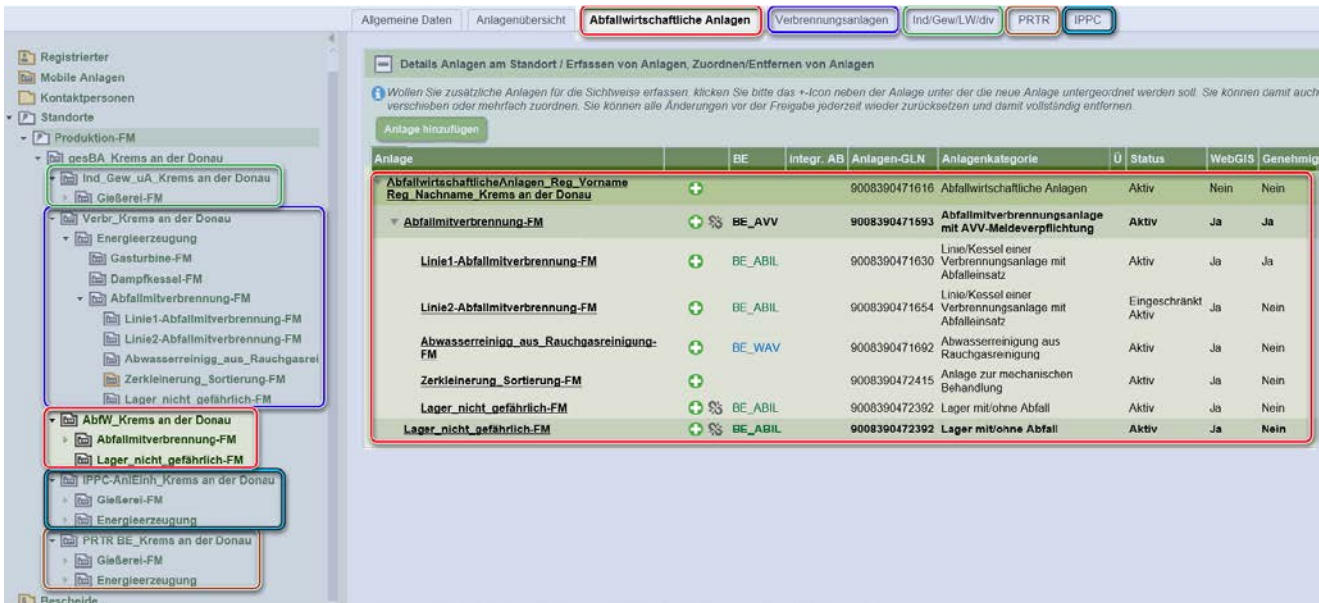 Allgemeine Daten
Anlagenübersicht
Abfallwirtschaftliche Anlagen
Verbrennungsanlagen
Ind/Gew/LW/div
PRTR
IPPC
Registrierter
Mobile Anlagen
Kontaktpersonen
Standorte
Produktion-FM
gesBA_Krems an der Donau
Ind_Gew_uA_Krems an der Donau
Gießerei-FM
Verbr_Krems an der Donau
Energieerzeugung
Gasturbine-FM
Dampfkessel-FM
Abfallmitverbrennung-FM
Linie1-Abfallmitverbrennung-FM
Linie2-Abfallmitverbrennung-FM
Abwasserreinigg_aus_Rauchgasrei
Zerkleinerung_Sortierung-FM
Lager_nicht_gefährlich-FM
AbfW_Krems an der Donau
Abfallmitverbrennung-FM
Lager_nicht_gefährlich-FM
IPPC-AnlEinh_Krems an der Donau
Gießerei-FM
Energieerzeugung
PRTR BE_Krems an der Donau
Gießerei-FM
Energieerzeugung
Bescheide
Details Anlagen am Standort / Erfassen von Anlagen, Zuordnen/Entfernen von Anlagen
Wollen Sie zusätzliche Anlagen für die Sichtweise erfassen, klicken Sie bitte das +-Icon neben der Anlage unter der die neue Anlage untergeordnet werden soll. Sie können damit auch
verschieben oder mehrfach zuordnen. Sie können alle Änderungen vor der Freigabe jederzeit wieder zurücksetzen und damit vollständig entfernen.
Anlage hinzufügen
Anlage BE Integr. AB Anlagen-GLN Anlagenkategorie Ü Status WebGIS Genehmig
AbfallwirtschaftlicheAnlagen_Reg_Vorname
Reg_Nachname_Krems an der Donau
9008390471616 Abfallwirtschaftliche Anlagen Aktiv Nein Nein
Abfallmitverbrennung-FM BE_AVV 9008390471593 Abfallmitverbrennungsanlage
mit AVV-Meldeverpflichtung
Aktiv Ja Ja
Linie1-Abfallmitverbrennung-FM BE_ABIL 9008390471630 Linie/Kessel einer
Verbrennungsanlage mit
Abfalleinsatz
Aktiv Ja Ja
Linie2-Abfallmitverbrennung-FM BE_ABIL 9008390471654 Linie/Kessel einer
Verbrennungsanlage mit
Abfalleinsatz
Eingeschränkt
Aktiv
Ja Nein
Abwasserreinigg_aus_Rauchgasreinigung-
FM
BE_WAV 9008390471692 Abwasserreinigung aus
Rauchgasreinigung
Aktiv Ja Nein
Zerkleinerung_Sortierung-FM 9008390472415 Anlage zur mechanischen
Behandlung
Aktiv Ja Nein
Lager_nicht_gefährlich-FM BE_ABIL 9008390472392 Lager mit/ohne Abfall Aktiv Ja Nein
Lager_nicht_gefährlich-FM BE_ABIL 9008390472392 Lager mit/ohne Abfall Aktiv Ja Nein